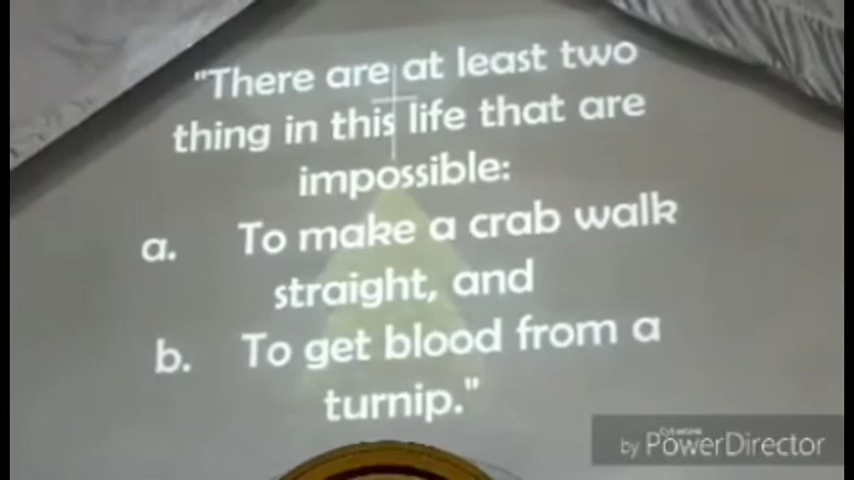 "There are at least two
thing in this life that are
impossible:
a. To make a crab walk
straight, and
b. To get blood from a
turnip."
CyberLink
by PowerDirector